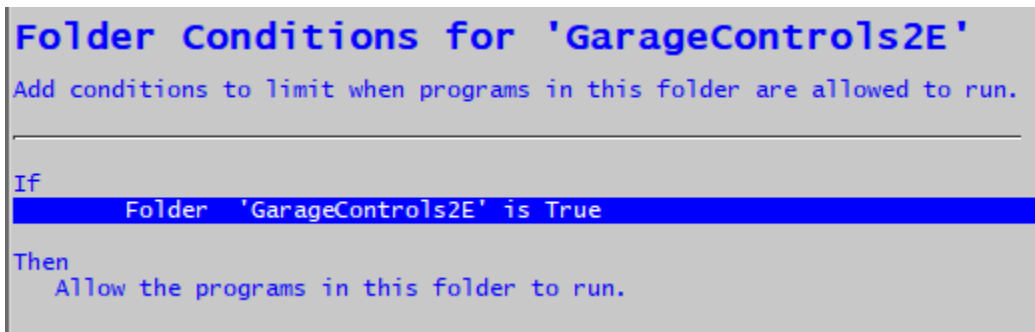 Folder Conditions for 'GarageControls2E'
Add conditions to limit when programs in this folder are allowed to run.
If
Folder 'GarageControls2E' is True
Then
Allow the programs in this folder to run.